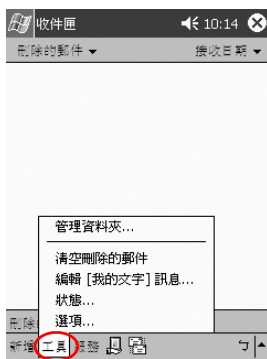 收件匣 10:14
刪除的郵件 接收日期
管理資料夾...
清空刪除的郵件
編輯 [我的文字] 訊息...
狀態...
選項...
刪除
新增 工具 服務 ㄅ